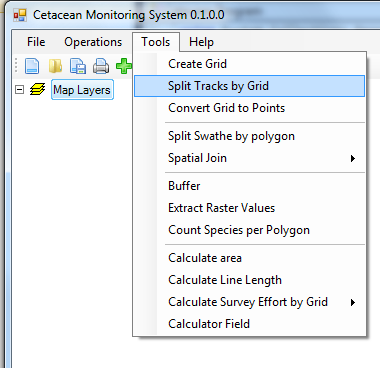 Cetacean Monitoring System 0.1.0.0
File Operations Tools Help
Map Layers
Create Grid
Split Tracks by Grid
Convert Grid to Points
Split Swathe by polygon
Spatial Join
Buffer
Extract Raster Values
Count Species per Polygon
Calculate area
Calculate Line Length
Calculate Survey Effort by Grid
Calculator Field